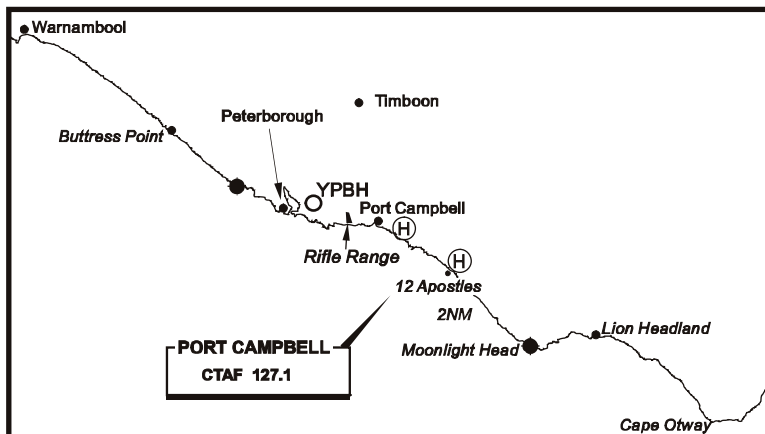 Warnambool
Timboon
Peterborough
Buttress Point
YPBH
Port Campbell
H
Rifle Range
H
12 Apostles
2NM
Lion Headland
PORT CAMPBELL
Moonlight Head
CTAF 127.1
Cape Otway